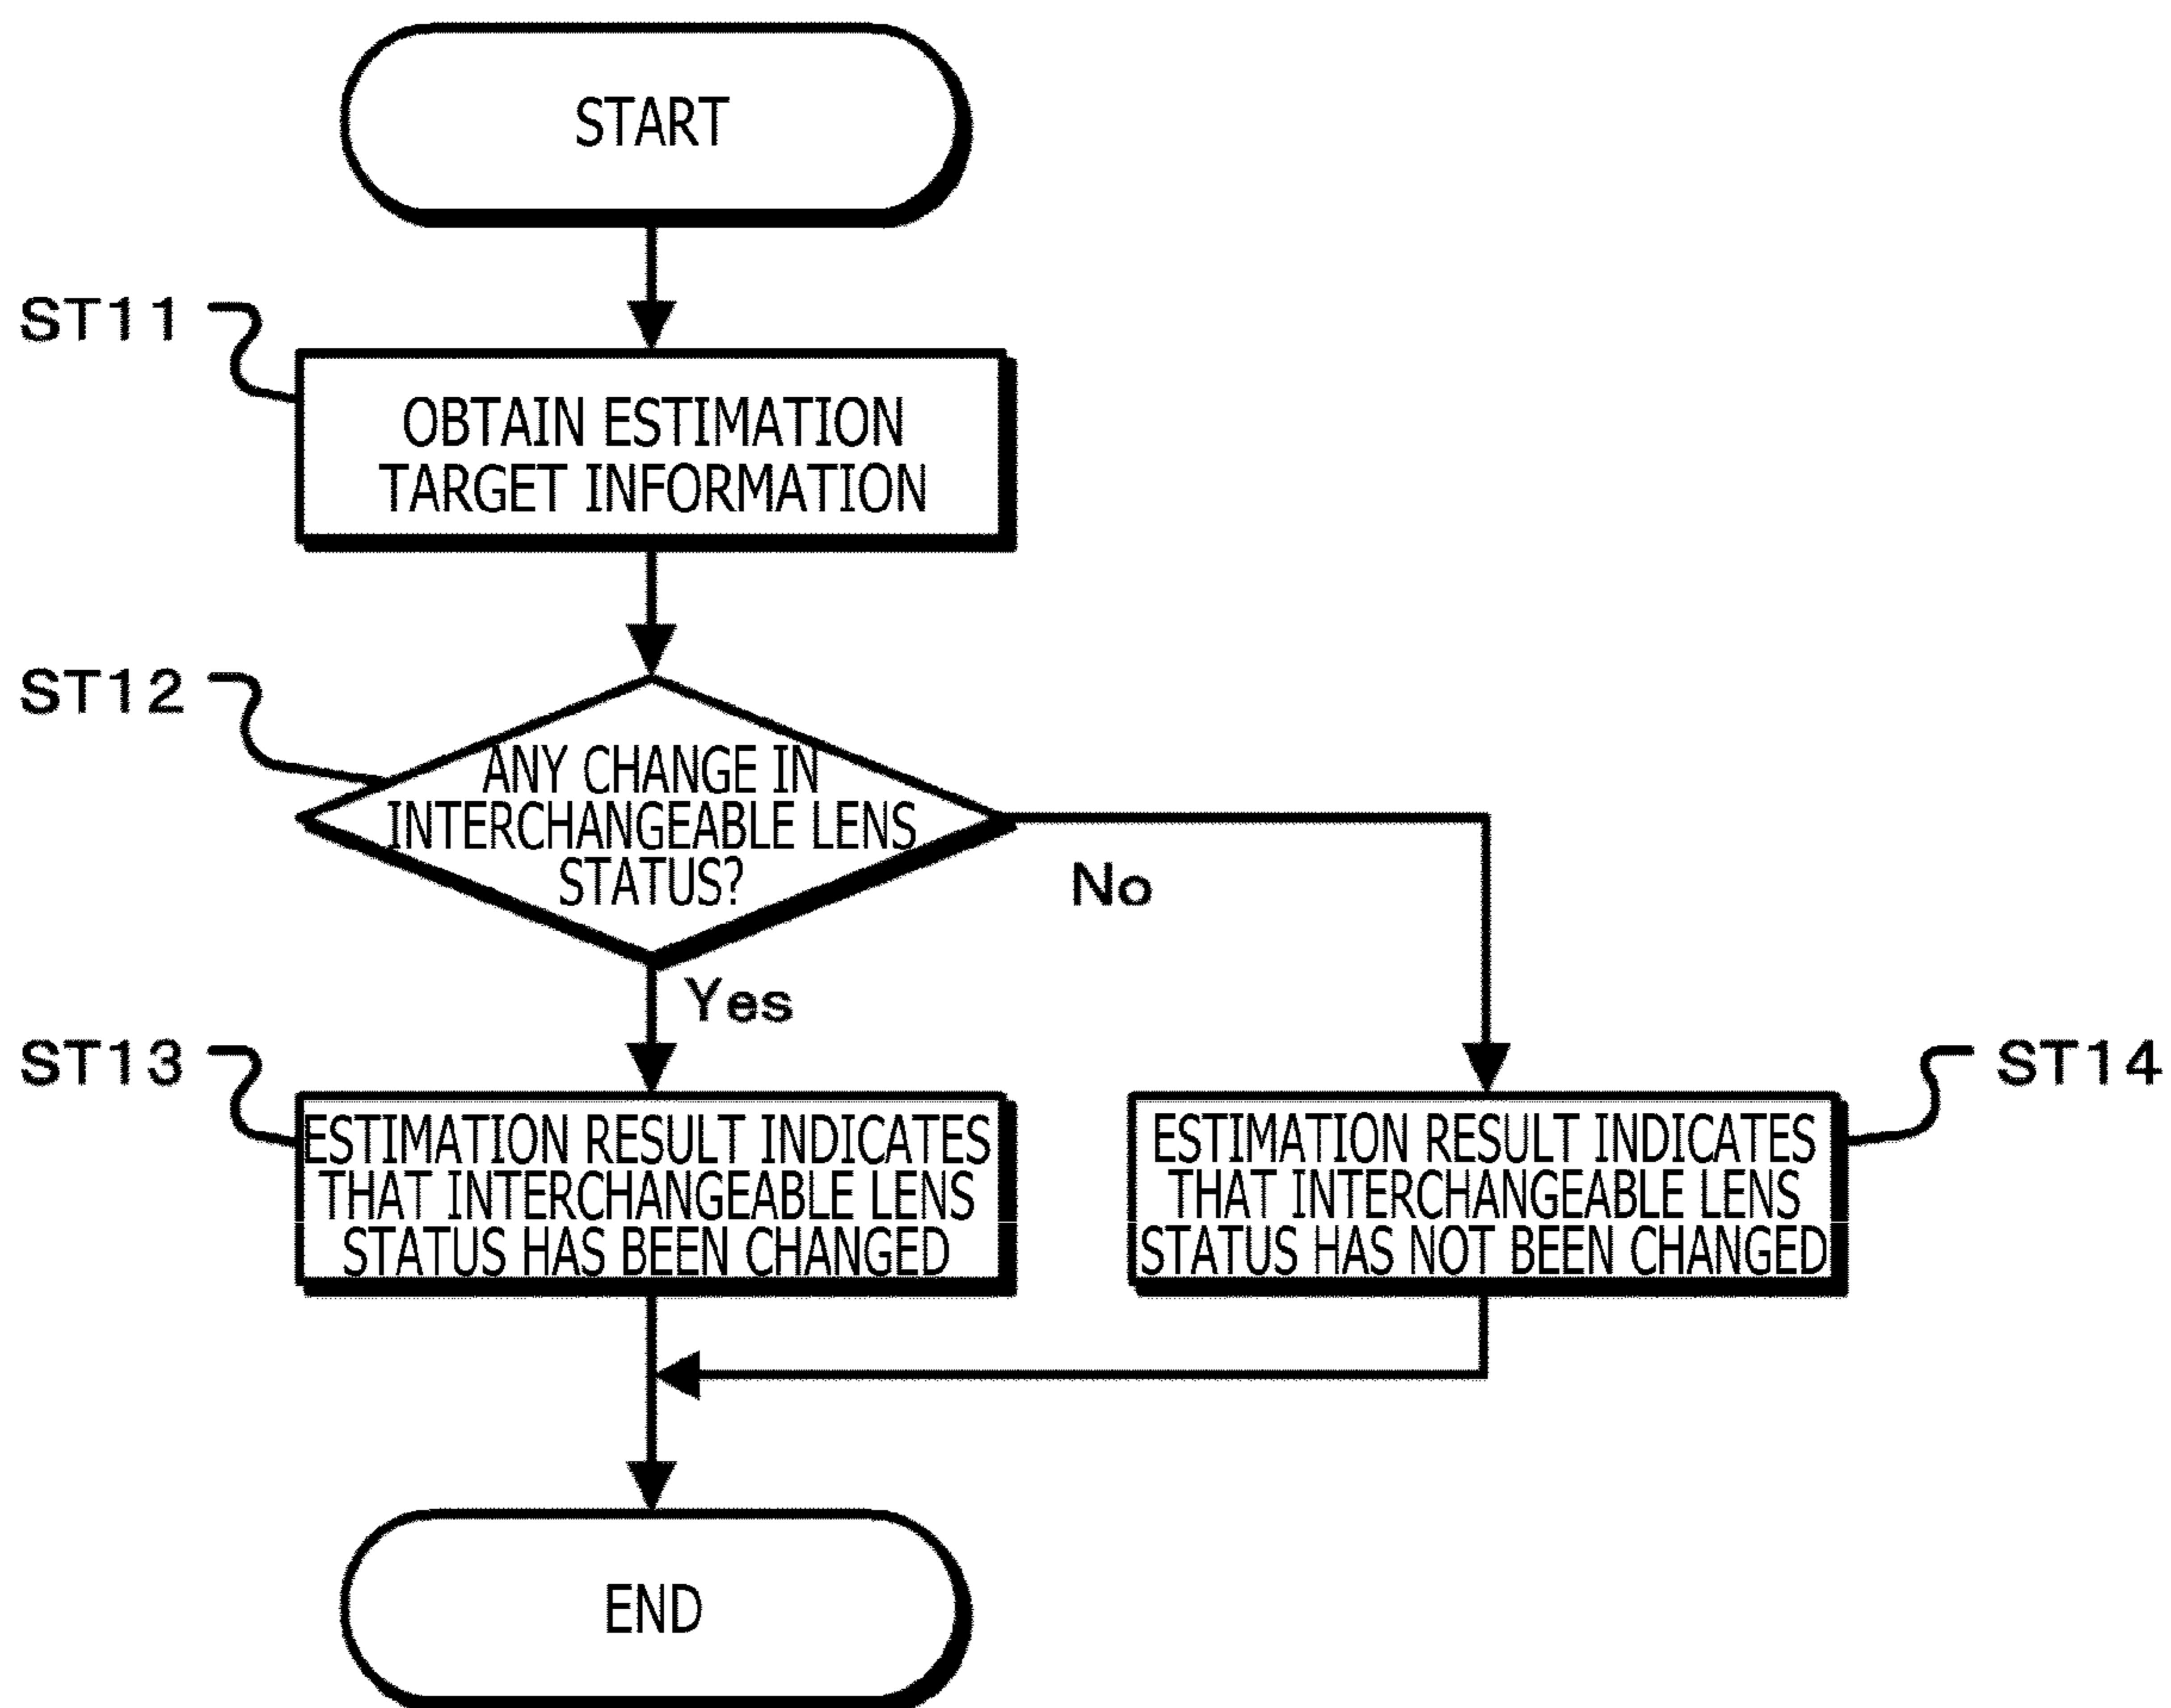 START
ST11
OBTAIN ESTIMATION
TARGET INFORMATION
ST12
ANY CHANGE IN
INTERCHANGEABLE LENS
STATUS?
No
Yes
ST13
ESTIMATION RESULT INDICATES
THAT INTERCHANGEABLE LENS
STATUS HAS BEEN CHANGED
ESTIMATION RESULT INDICATES
THAT INTERCHANGEABLE LENS
STATUS HAS NOT BEEN CHANGED
ST14
END